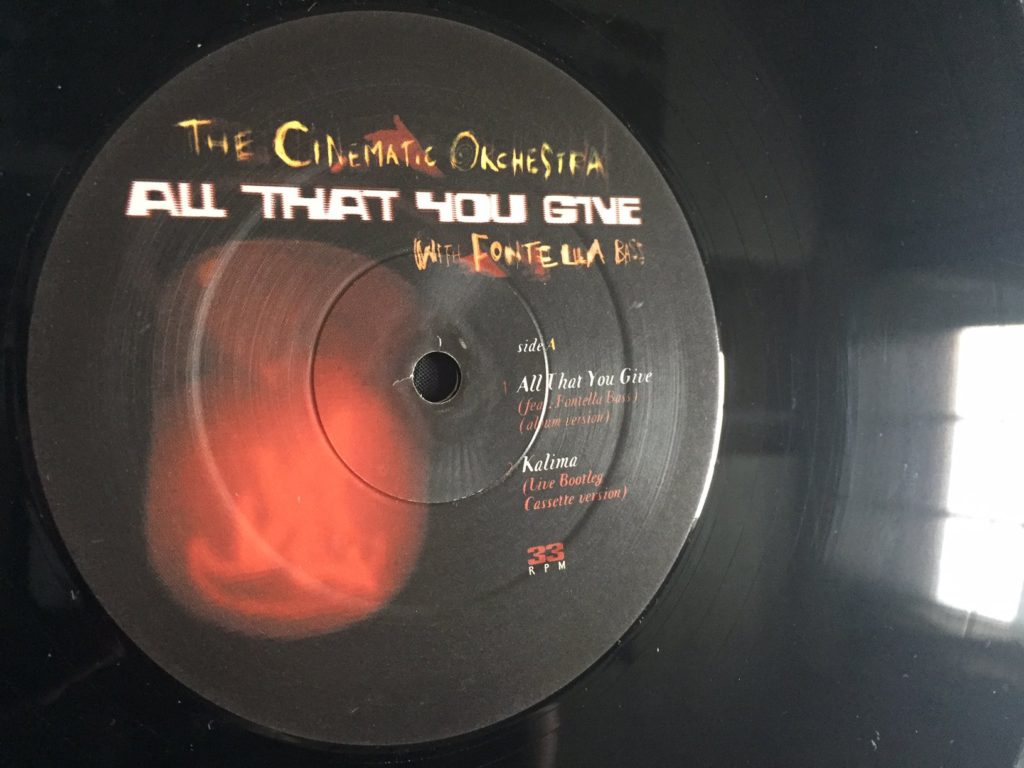 THE CINEMATIC ORCHESTRA
ALL THAT YOU GIVE
WITH FONTELLA BASS
side A
1 All That You Give
(feat. Fontella Bass)
(album version)
2 Kalima
(Live Bootleg
Cassette version)
33
RPM